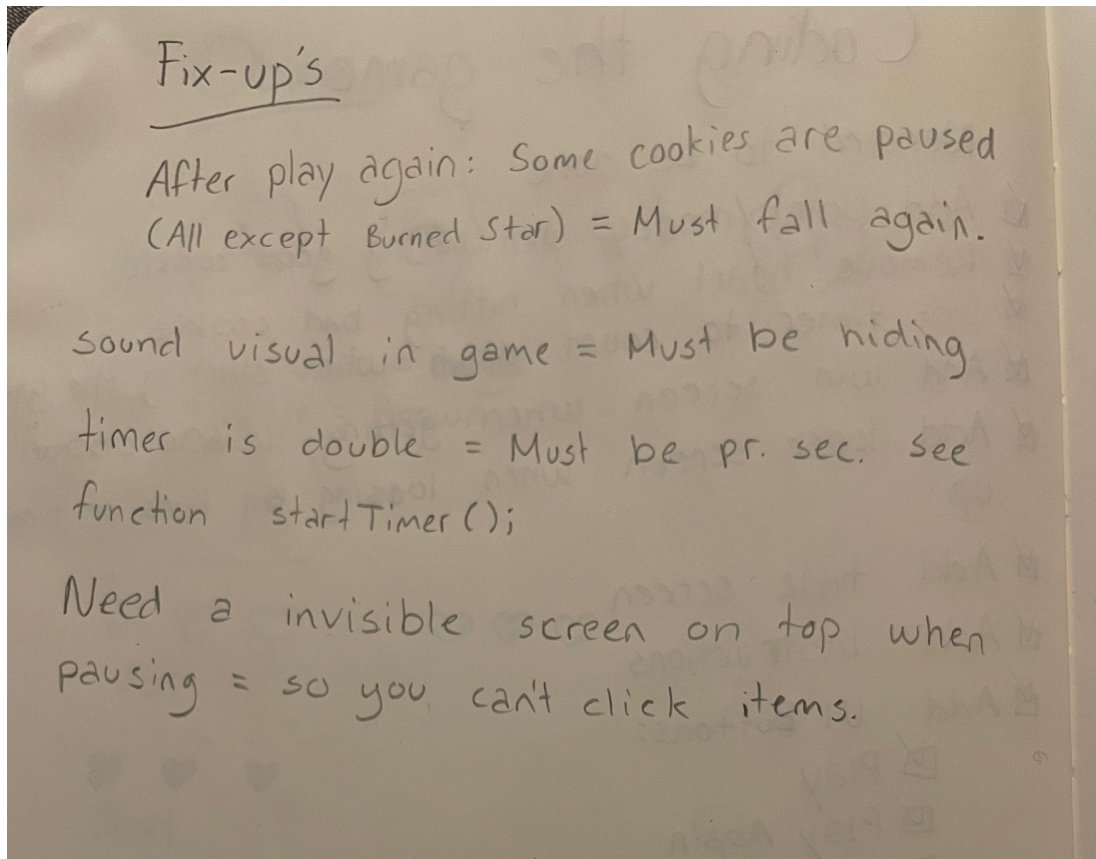 Fix-up's
After play again: Some cookies are paused
(All except Burned Star) = Must fall again.
sound visual in game = Must be hiding
timer is double = Must be pr. sec. see
function startTimer();
Need a invisible screen on top when
pausing = so you can't click items.